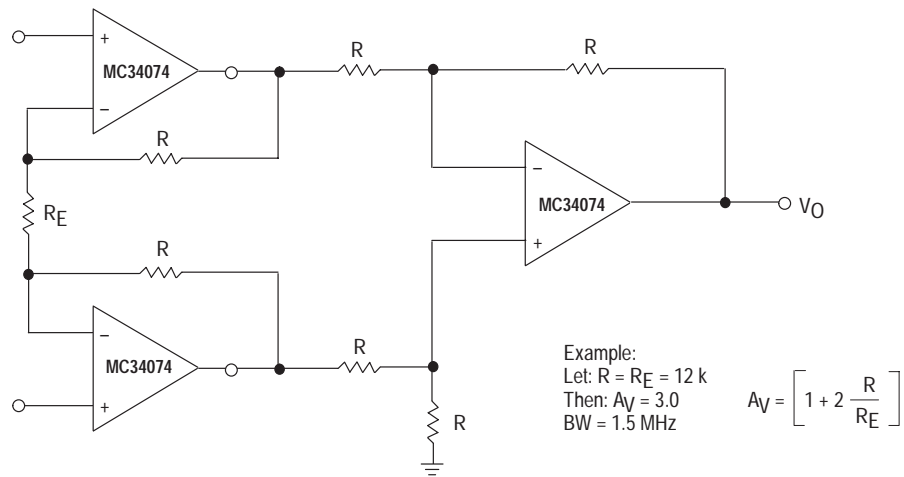 R
R
+
MC34074
−
R
−
MC34074
+
V_O
R_E
R
R
−
MC34074
+
R
Example:
Let: R = R_E = 12 k
Then: A_V = 3.0
BW = 1.5 MHz
A_V = [1 + 2 R/R_E]